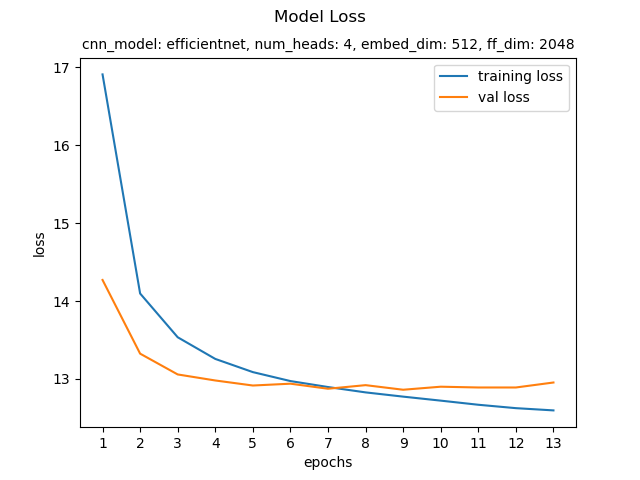 Model Loss
cnn_model: efficientnet, num_heads: 4, embed_dim: 512, ff_dim: 2048
training loss
val loss
17
16
15
14
13
loss
1 2 3 4 5 6 7 8 9 10 11 12 13
epochs